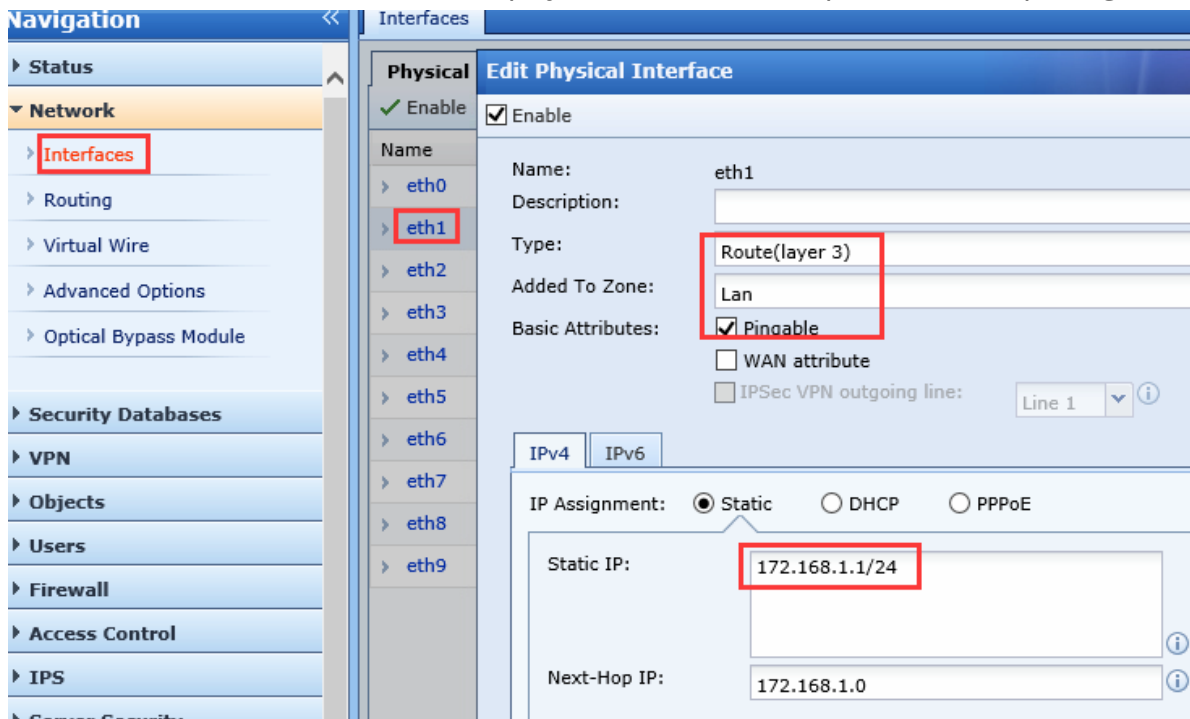 Navigation
Status
Network
Interfaces
Routing
Virtual Wire
Advanced Options
Optical Bypass Module
Security Databases
VPN
Objects
Users
Firewall
Access Control
IPS
Server Security
Interfaces
Physical
Enable
Name
eth0
eth1
eth2
eth3
eth4
eth5
eth6
eth7
eth8
eth9
Edit Physical Interface
Enable
Name: eth1
Description:
Type: Route(layer 3)
Added To Zone: Lan
Basic Attributes: Pingable
WAN attribute
IPSec VPN outgoing line: Line 1
IPv4 IPv6
IP Assignment: Static DHCP PPPoE
Static IP: 172.168.1.1/24
Next-Hop IP: 172.168.1.0